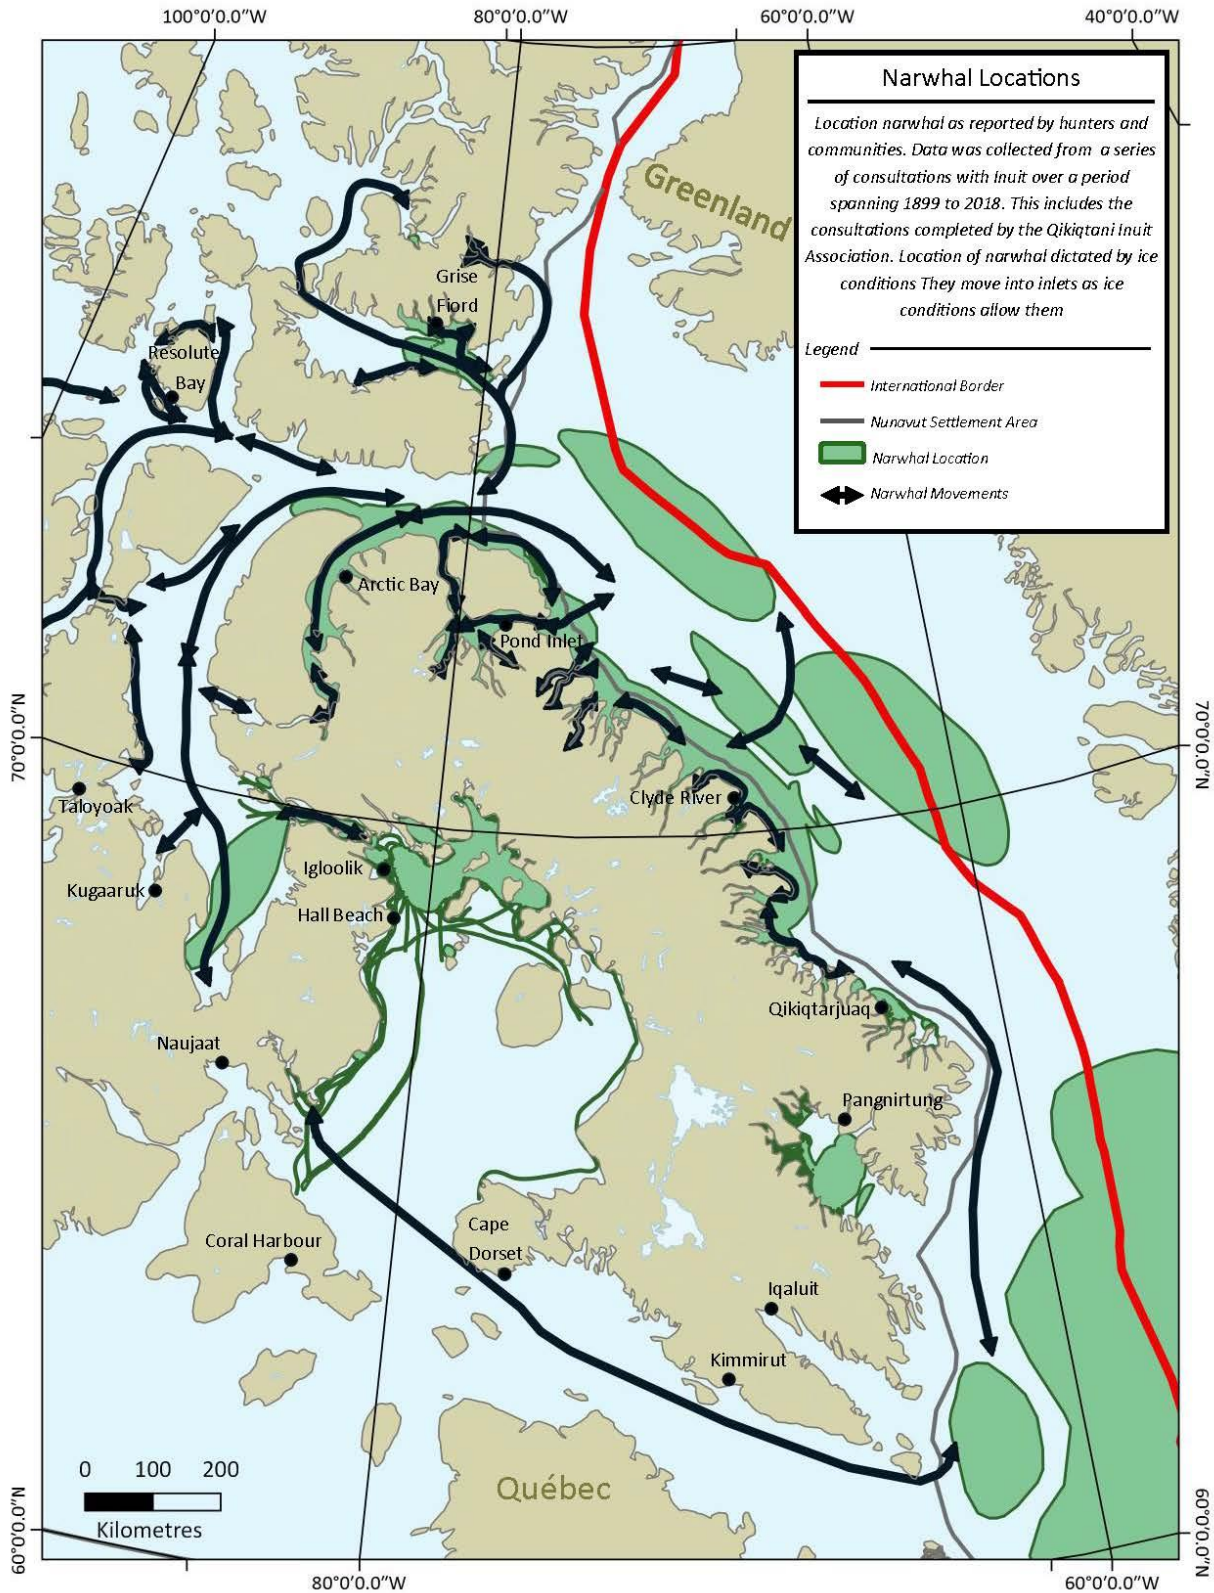 100°0'0.0"W
80°0'0.0"W
60°0'0.0"W
40°0'0.0"W
Narwhal Locations
Location narwhal as reported by hunters and
communities. Data was collected from a series
of consultations with Inuit over a period
spanning 1899 to 2018. This includes the
consultations completed by the Qikiqtani Inuit
Association. Location of narwhal dictated by ice
conditions They move into inlets as ice
conditions allow them
Legend
International Border
Nunavut Settlement Area
Narwhal Location
Narwhal Movements
Greenland
Grise
Fiord
Resolute
Bay
Arctic Bay
Pond Inlet
70°0'0.0"N
70°0'0.0"N
Taloyoak
Clyde River
Igloolik
Kugaaruk
Hall Beach
Qikiqtarjuaq
Naujaat
Pangnirtung
Cape
Dorset
Coral Harbour
Iqaluit
Kimmirut
Québec
0 100 200
Kilometres
60°0'0.0"N
60°0'0.0"N
80°0'0.0"W
60°0'0.0"W